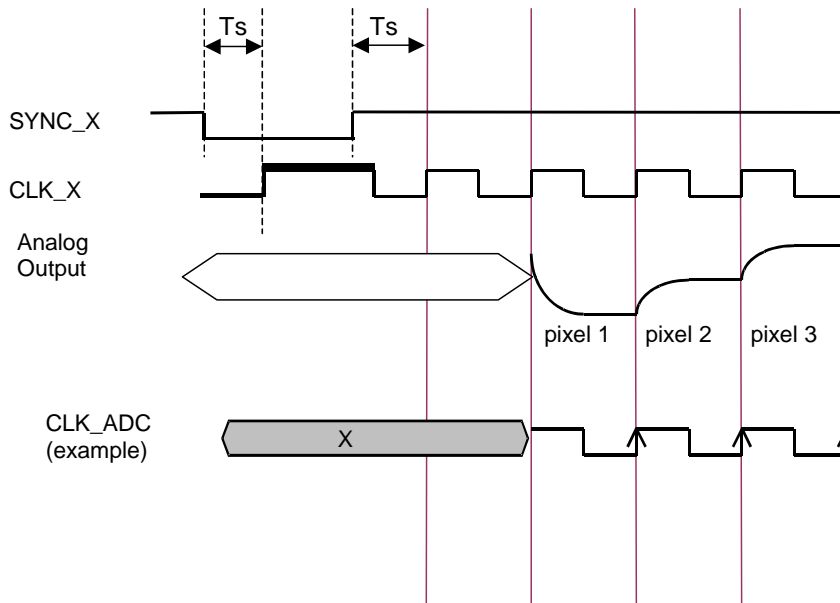 Ts
Ts
SYNC_X
CLK_X
Analog
Output
pixel 1
pixel 2
pixel 3
CLK_ADC
(example)
X